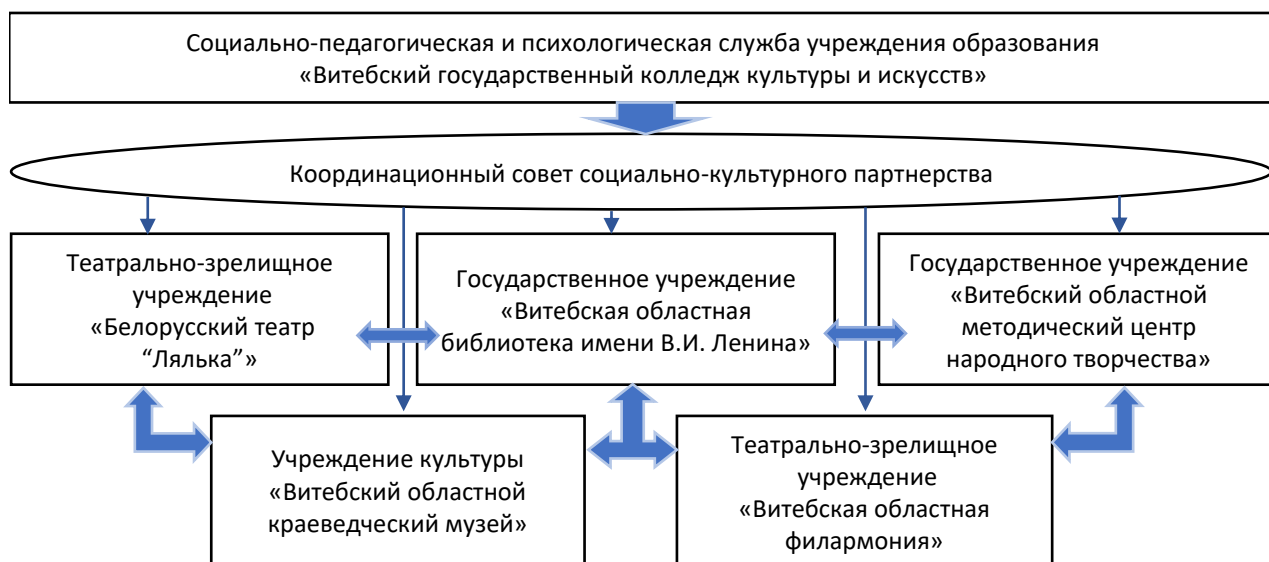 Социально-педагогическая и психологическая служба учреждения образования
«Витебский государственный колледж культуры и искусств»
Координационный совет социально-культурного партнерства
Театрально-зрелищное
учреждение
«Белорусский театр
“Лялька”»
Государственное учреждение
«Витебская областная
библиотека имени В.И. Ленина»
Государственное учреждение
«Витебский областной
методический центр
народного творчества»
Учреждение культуры
«Витебский областной
краеведческий музей»
Театрально-зрелищное
учреждение
«Витебская областная
филармония»